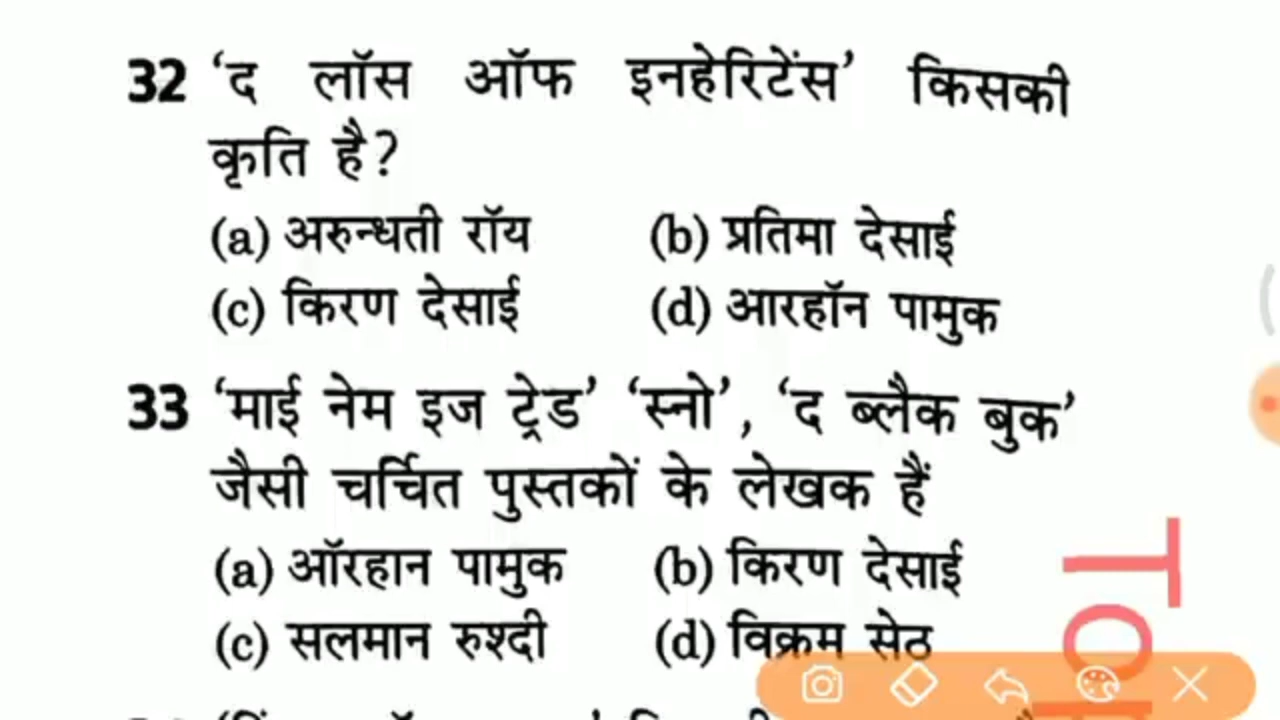 32 ‘द लॉस ऑफ इनहेरिटेंस’ किसकी
कृति है?
(a) अरुन्धती रॉय (b) प्रतिमा देसाई
(c) किरण देसाई (d) आरहॉन पामुक
33 ‘माई नेम इज ट्रेड’ ‘स्नो’, ‘द ब्लैक बुक’
जैसी चर्चित पुस्तकों के लेखक हैं
(a) ऑरहान पामुक (b) किरण देसाई
(c) सलमान रुश्दी (d) विक्रम सेठ